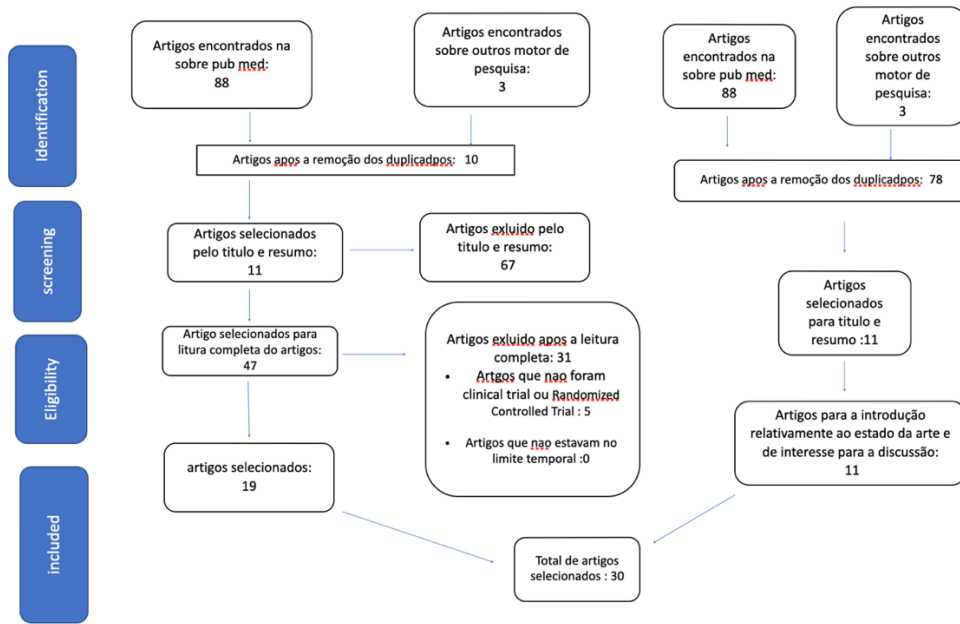 Identification
screening
Eligibility
included
Artigos encontrados na
sobre pub med:
88
Artigos encontrados
sobre outros motor de
pesquisa:
3
Artigos apos a remoção dos duplicadpos: 10
Artigos selecionados
pelo titulo e resumo:
11
Artigos exluido pelo
titulo e resumo:
67
Artigo selecionados para
litura completa do artigos:
47
Artigos exluido apos a leitura
completa: 31
• Artgos que nao foram
clinical trial ou Randomized
Controlled Trial : 5
• Artigos que nao estavam no
limite temporal :0
artigos selecionados:
19
Artigos
encontrados na
sobre pub med:
88
Artigos
encontrados
sobre outros
motor de
pesquisa:
3
Artigos apos a remoção dos duplicadpos: 78
Artigos
selecionados
para titulo e
resumo :11
Artigos para a introdução
relativamente ao estado da arte e
de interesse para a discussão:
11
Total de artigos
selecionados : 30